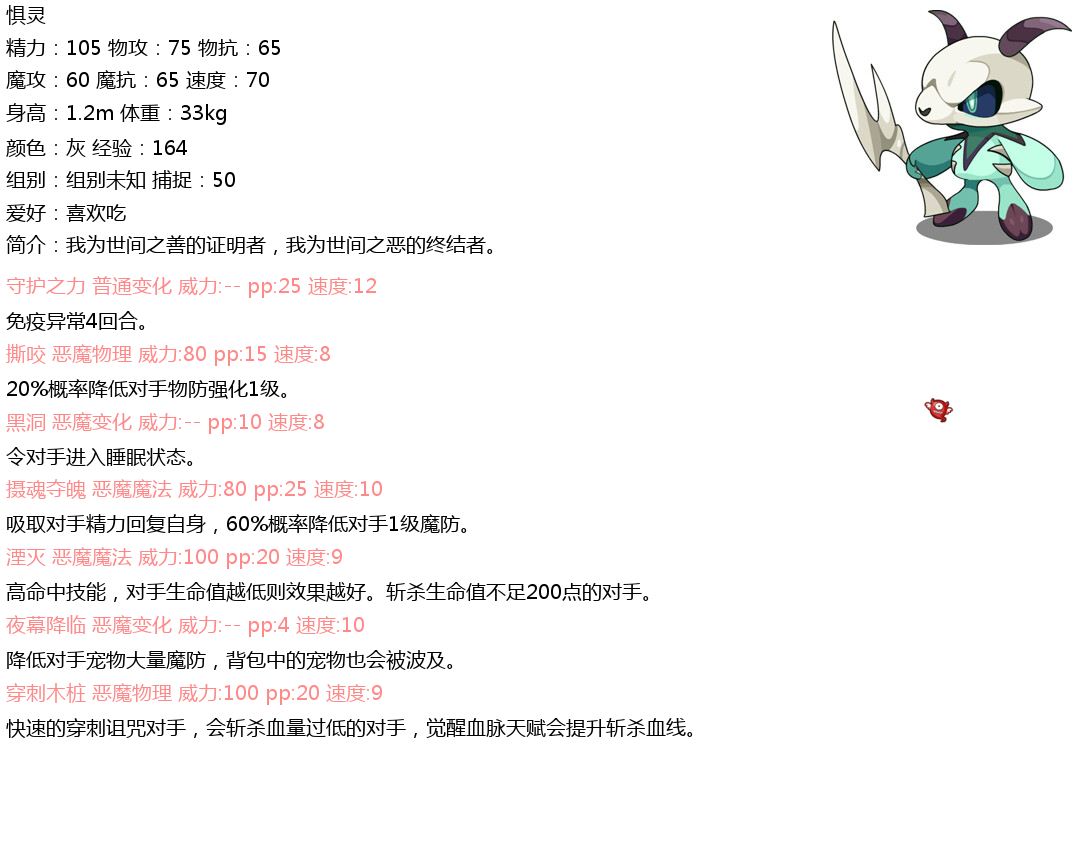 惧灵
精力：105 物攻：75 物抗：65
魔攻：60 魔抗：65 速度：70
身高：1.2m 体重：33kg
颜色：灰 经验：164
组别：组别未知 捕捉：50
爱好：喜欢吃
简介：我为世间之善的证明者，我为世间之恶的终结者。
守护之力 普通变化 威力:-- pp:25 速度:12
免疫异常4回合。
撕咬 恶魔物理 威力:80 pp:15 速度:8
20%概率降低对手物防强化1级。
黑洞 恶魔变化 威力:-- pp:10 速度:8
令对手进入睡眠状态。
摄魂夺魄 恶魔魔法 威力:80 pp:25 速度:10
吸取对手精力回复自身，60%概率降低对手1级魔防。
湮灭 恶魔魔法 威力:100 pp:20 速度:9
高命中技能，对手生命值越低则效果越好。斩杀生命值不足200点的对手。
夜幕降临 恶魔变化 威力:-- pp:4 速度:10
降低对手宠物大量魔防，背包中的宠物也会被波及。
穿刺木桩 恶魔物理 威力:100 pp:20 速度:9
快速的穿刺诅咒对手，会斩杀血量过低的对手，觉醒血脉天赋会提升斩杀血线。